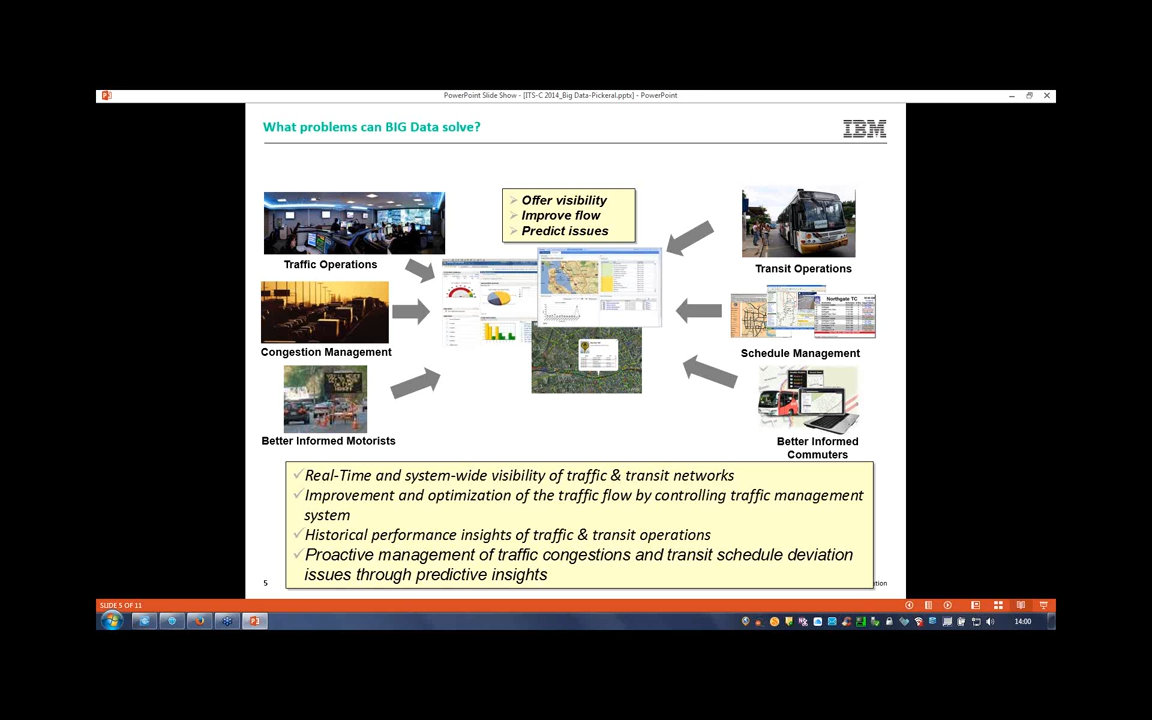 PowerPoint Slide Show - [ITS-C 2014_Big Data-Pickeral.pptx] - PowerPoint
What problems can BIG Data solve?
IBM
Offer visibility
Improve flow
Predict issues
Traffic Operations
Transit Operations
Northgate TC
Congestion Management
Schedule Management
Better Informed Motorists
Better Informed
Commuters
Real-Time and system-wide visibility of traffic & transit networks
Improvement and optimization of the traffic flow by controlling traffic management
system
Historical performance insights of traffic & transit operations
Proactive management of traffic congestions and transit schedule deviation
issues through predictive insights
5
SLIDE 5 OF 11
14:00